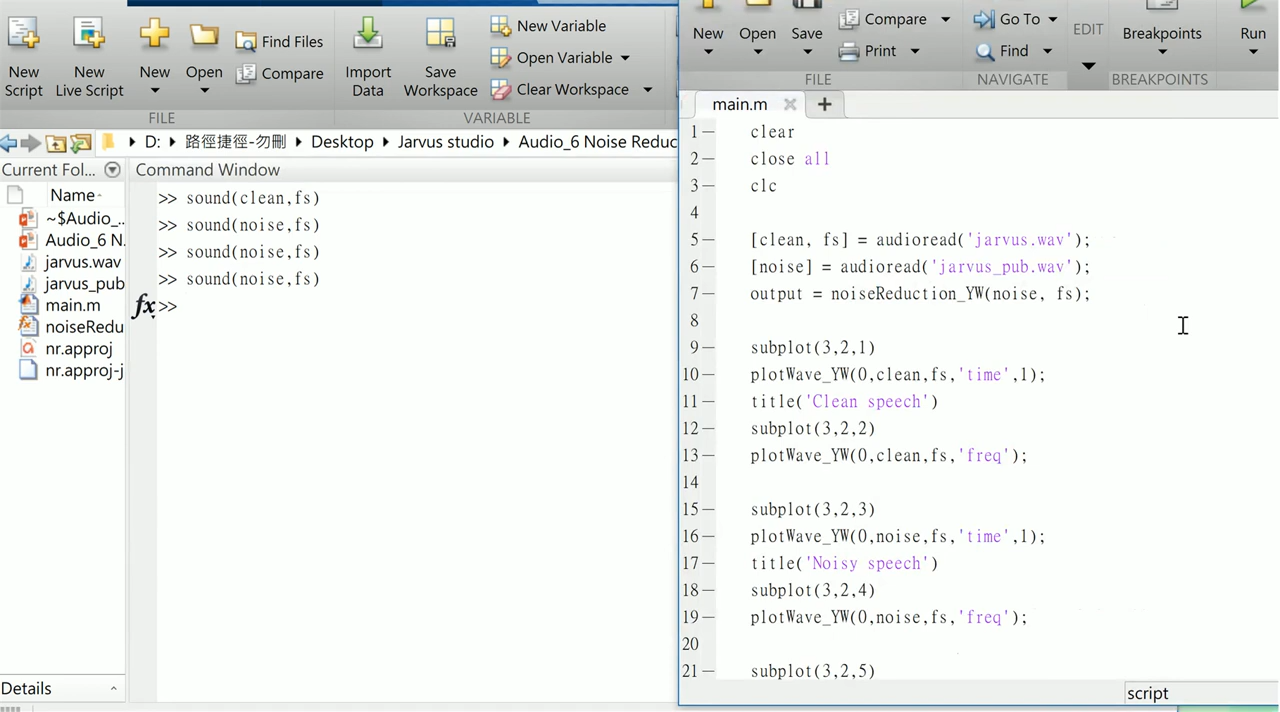 New Script
New Live Script
New
Open
Find Files
Compare
Import Data
Save Workspace
New Variable
Open Variable
Clear Workspace
FILE
VARIABLE
D:
路徑捷徑-勿刪
Desktop
Jarvus studio
Audio_6 Noise Reduc
Current Fol...
Name
~$Audio_...
Audio_6 N.
jarvus.wav
jarvus_pub
main.m
noiseRedu
nr.approj
nr.approj-j
Details
Command Window
>> sound(clean,fs)
>> sound(noise,fs)
>> sound(noise,fs)
>> sound(noise,fs)
fx >>
New
Open
Save
Compare
Print
Go To
Find
EDIT
Breakpoints
Run
FILE
NAVIGATE
BREAKPOINTS
main.m
1 clear
2 close all
3 clc
4
5 [clean, fs] = audioread('jarvus.wav');
6 [noise] = audioread('jarvus_pub.wav');
7 output = noiseReduction_YW(noise, fs);
8
9 subplot(3,2,1)
10 plotWave_YW(0,clean,fs,'time',1);
11 title('Clean speech')
12 subplot(3,2,2)
13 plotWave_YW(0,clean,fs,'freq');
14
15 subplot(3,2,3)
16 plotWave_YW(0,noise,fs,'time',1);
17 title('Noisy speech')
18 subplot(3,2,4)
19 plotWave_YW(0,noise,fs,'freq');
20
21 subplot(3,2,5)
script